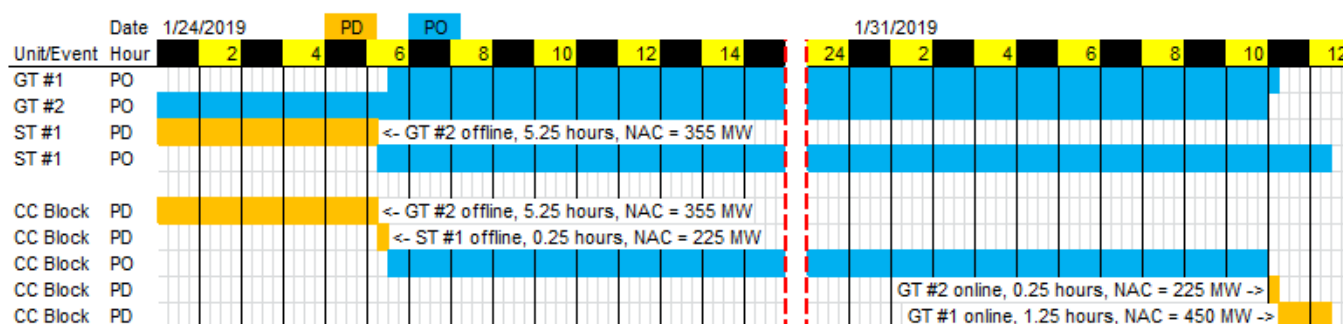 Date 1/24/2019 PD PO 1/31/2019
Unit/Event Hour 2 4 6 8 10 12 14 24 2 4 6 8 10 12
GT #1 PO
GT #2 PO
ST #1 PD <- GT #2 offline, 5.25 hours, NAC = 355 MW
ST #1 PO
CC Block PD <- GT #2 offline, 5.25 hours, NAC = 355 MW
CC Block PD <- ST #1 offline, 0.25 hours, NAC = 225 MW
CC Block PO
CC Block PD GT #2 online, 0.25 hours, NAC = 225 MW ->
CC Block PD GT #1 online, 1.25 hours, NAC = 450 MW ->